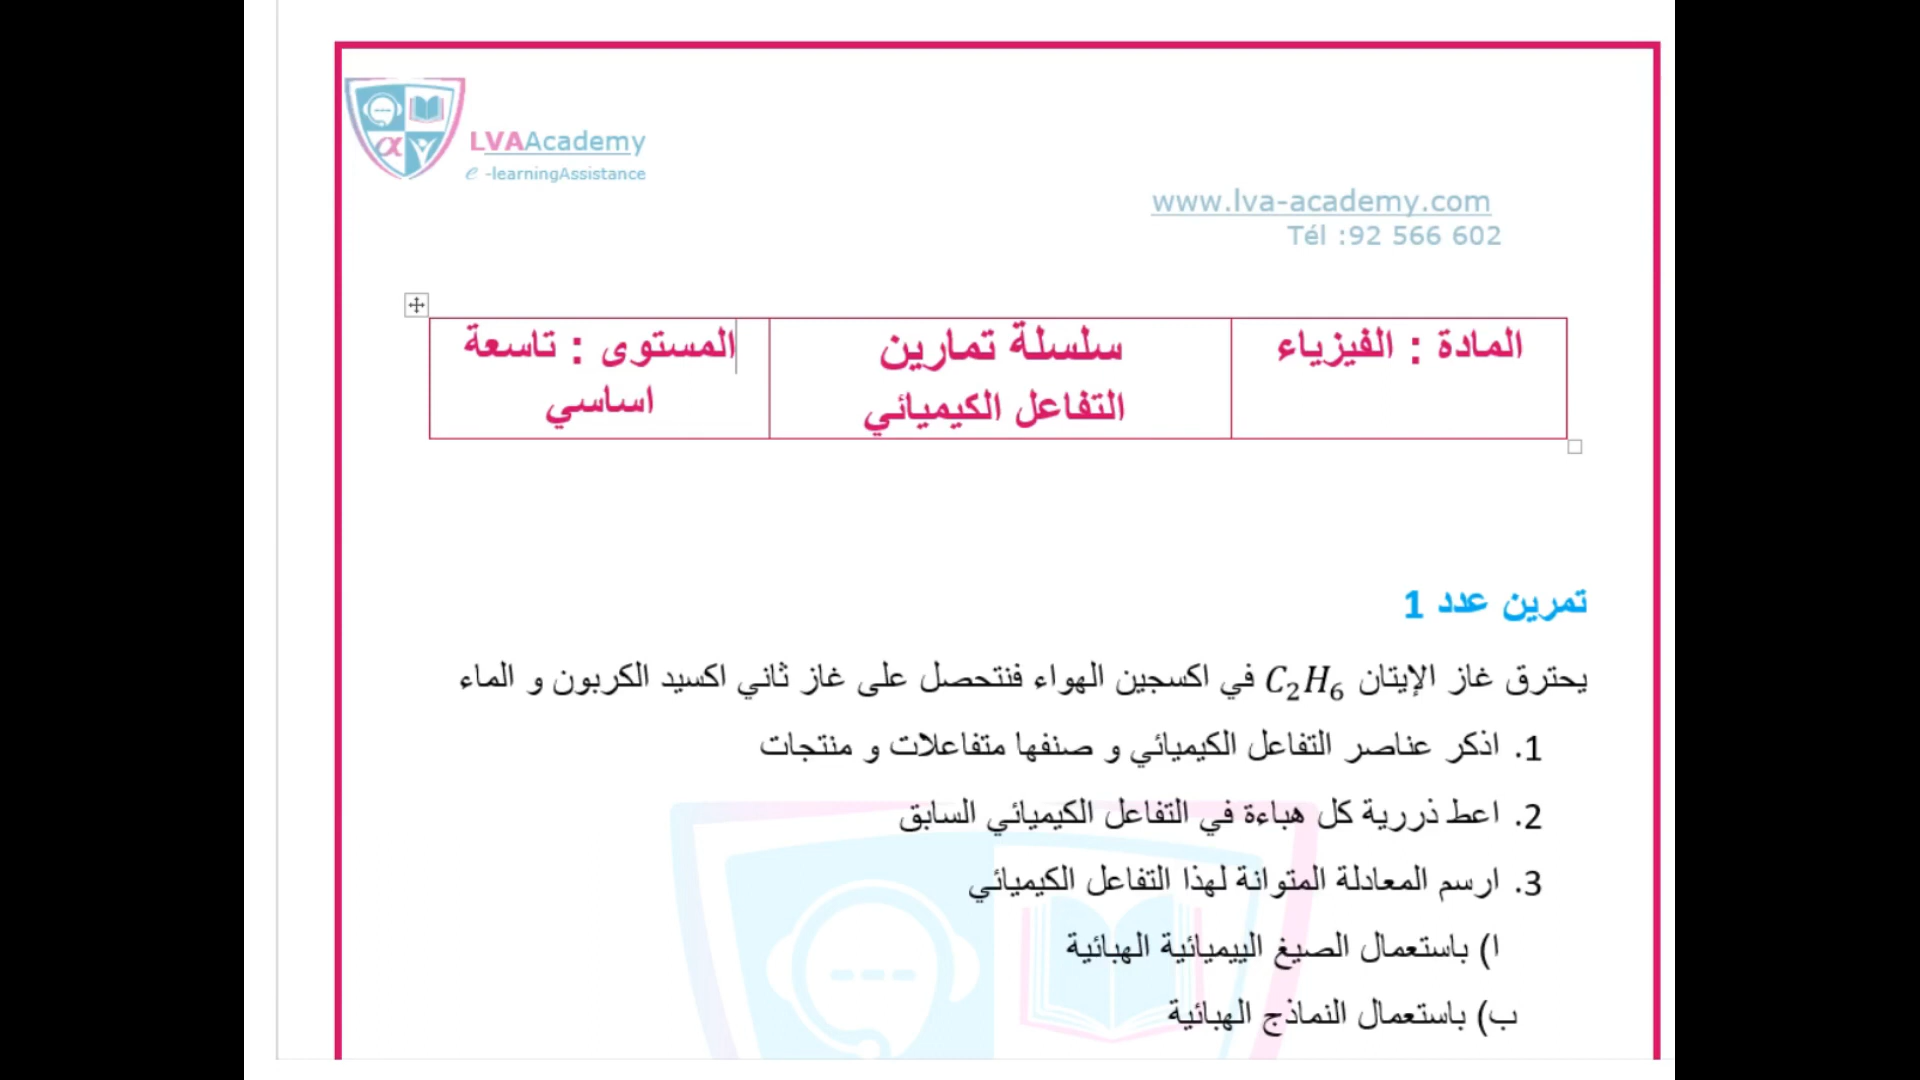 LVAAcademy
e -learningAssistance
www.lva-academy.com
Tél :92 566 602
المادة : الفيزياء
سلسلة تمارين
التفاعل الكيميائي
المستوى : تاسعة
اساسي
تمرين عدد 1
يحترق غاز الإيتان C₂H₆ في اكسجين الهواء فنتحصل على غاز ثاني اكسيد الكربون و الماء
1. اذكر عناصر التفاعل الكيميائي و صنفها متفاعلات و منتجات
2. اعط ذررية كل هباءة في التفاعل الكيميائي السابق
3. ارسم المعادلة المتوانة لهذا التفاعل الكيميائي
ا) باستعمال الصيغ الييميائية الهبائية
ب) باستعمال النماذج الهبائية